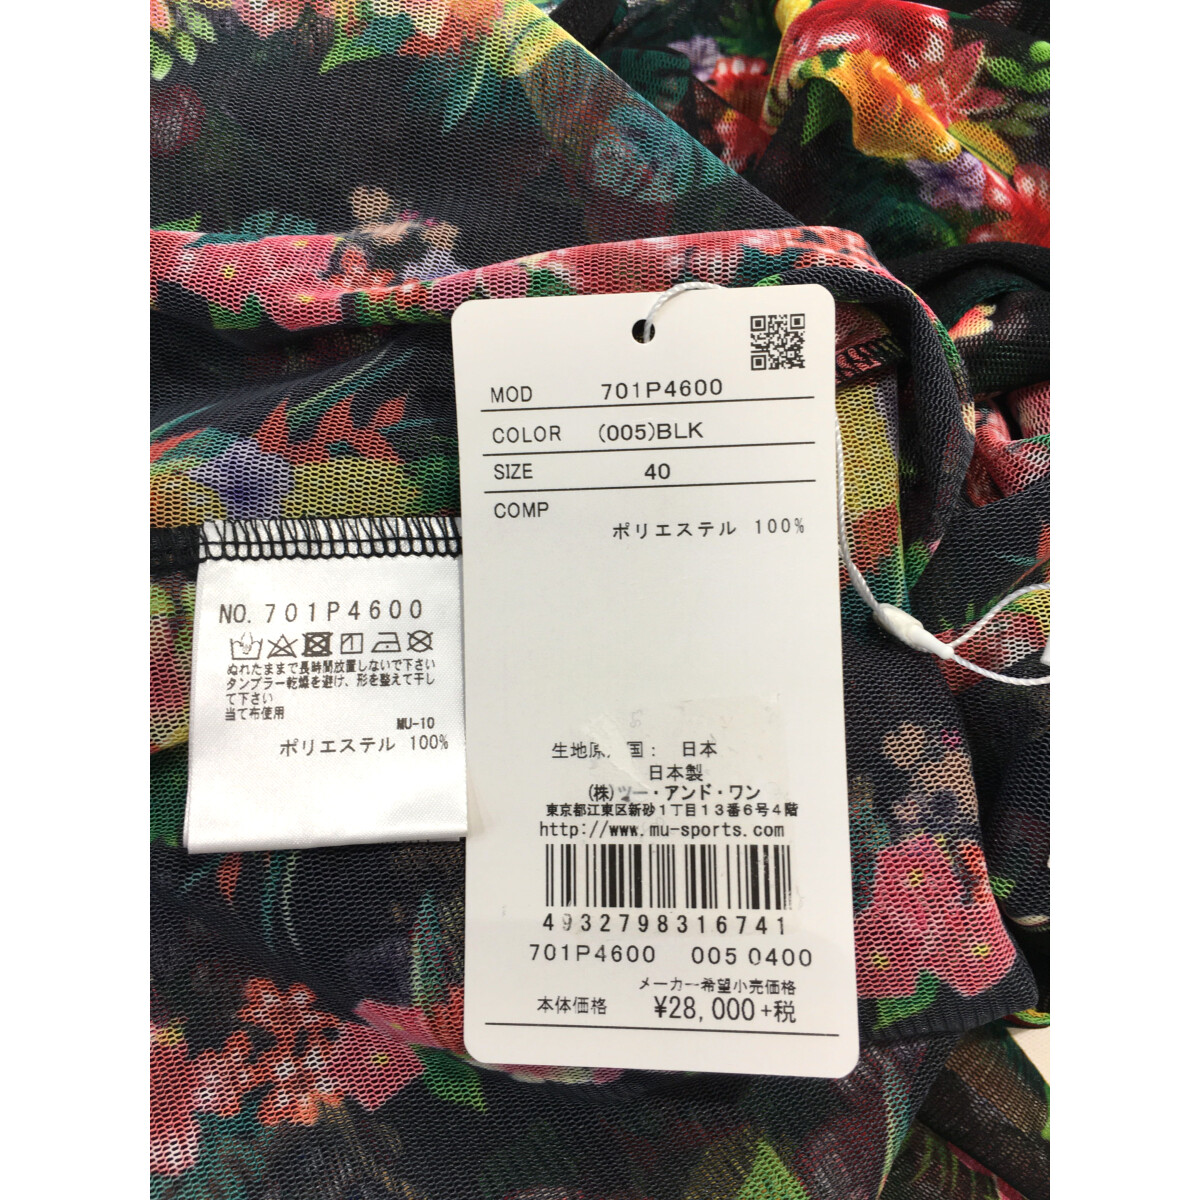 MOD 701P4600
COLOR (005)BLK
SIZE 40
COMP
ポリエステル 100%
生地原 国： 日本
日本製
(株)ツー・アンド・ワン
東京都江東区新砂1丁目13番6号4階
http://www.mu-sports.com
4932798316741
701P4600 005 0400
メーカー希望小売価格
本体価格 ¥28,000+税
NO. 701P4600
ぬれたままで長時間放置しないで下さい
タンブラー乾燥を避け、形を整えて干し
て下さい
当て布使用
MU-10
ポリエステル 100%